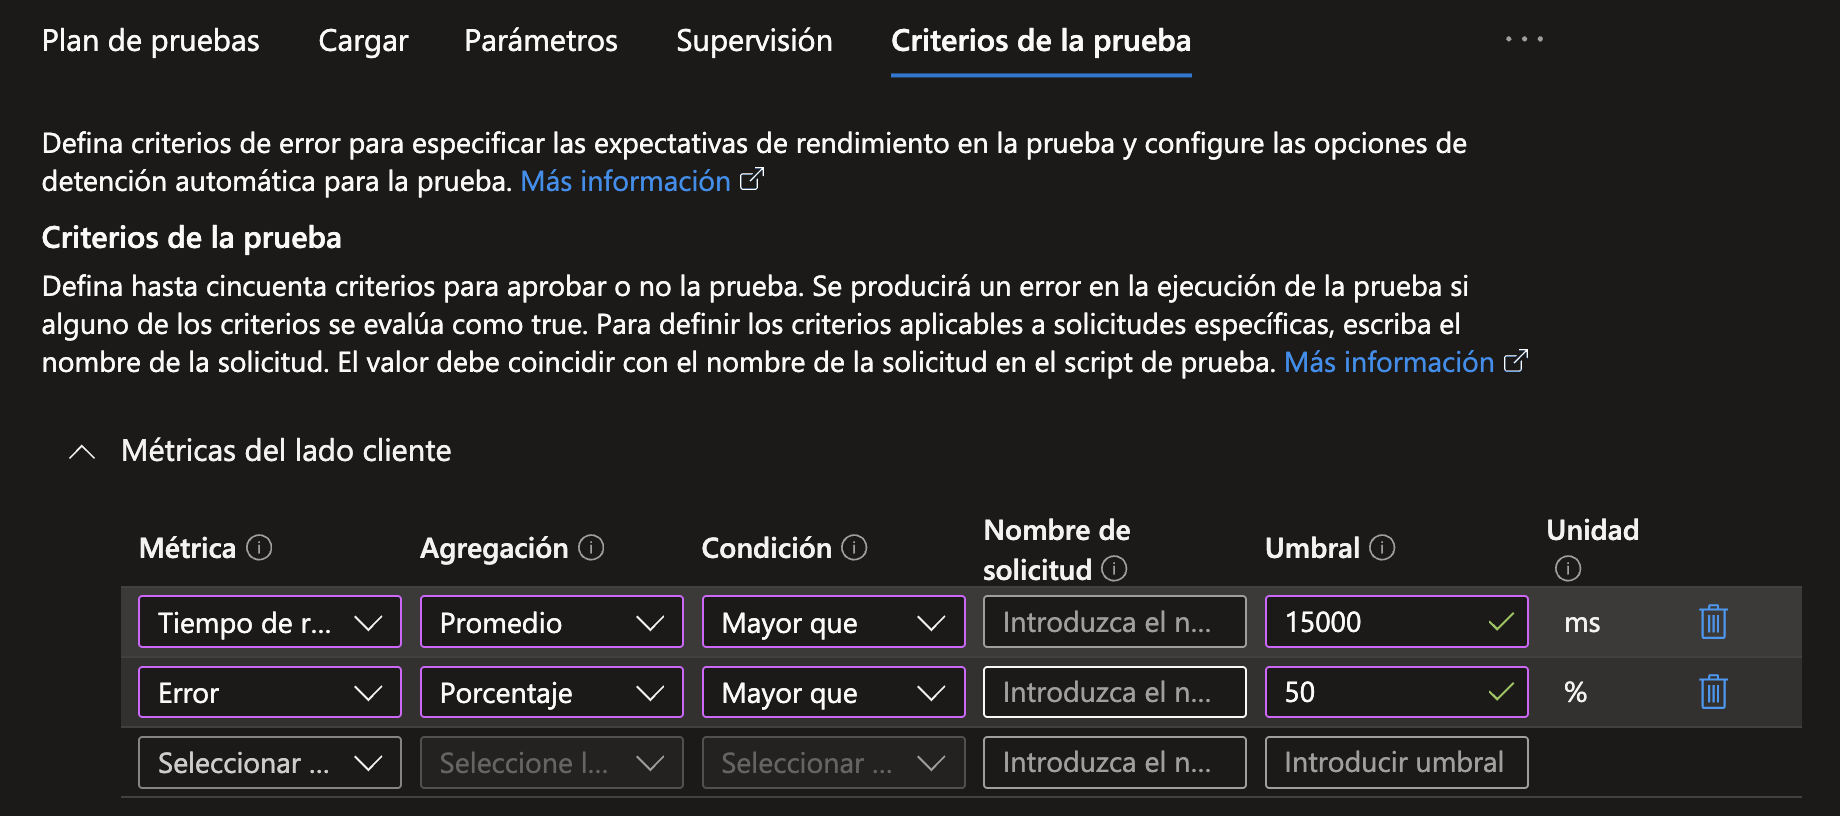 Plan de pruebas Cargar Parámetros Supervisión Criterios de la prueba ...
Defina criterios de error para especificar las expectativas de rendimiento en la prueba y configure las opciones de
detención automática para la prueba. Más información
Criterios de la prueba
Defina hasta cincuenta criterios para aprobar o no la prueba. Se producirá un error en la ejecución de la prueba si
alguno de los criterios se evalúa como true. Para definir los criterios aplicables a solicitudes específicas, escriba el
nombre de la solicitud. El valor debe coincidir con el nombre de la solicitud en el script de prueba. Más información
Métricas del lado cliente
Métrica Agregación Condición Nombre de solicitud Umbral Unidad
Tiempo de r... Promedio Mayor que Introduzca el n... 15000 ms
Error Porcentaje Mayor que Introduzca el n... 50 %
Seleccionar ... Seleccione l... Seleccionar ... Introduzca el n... Introducir umbral